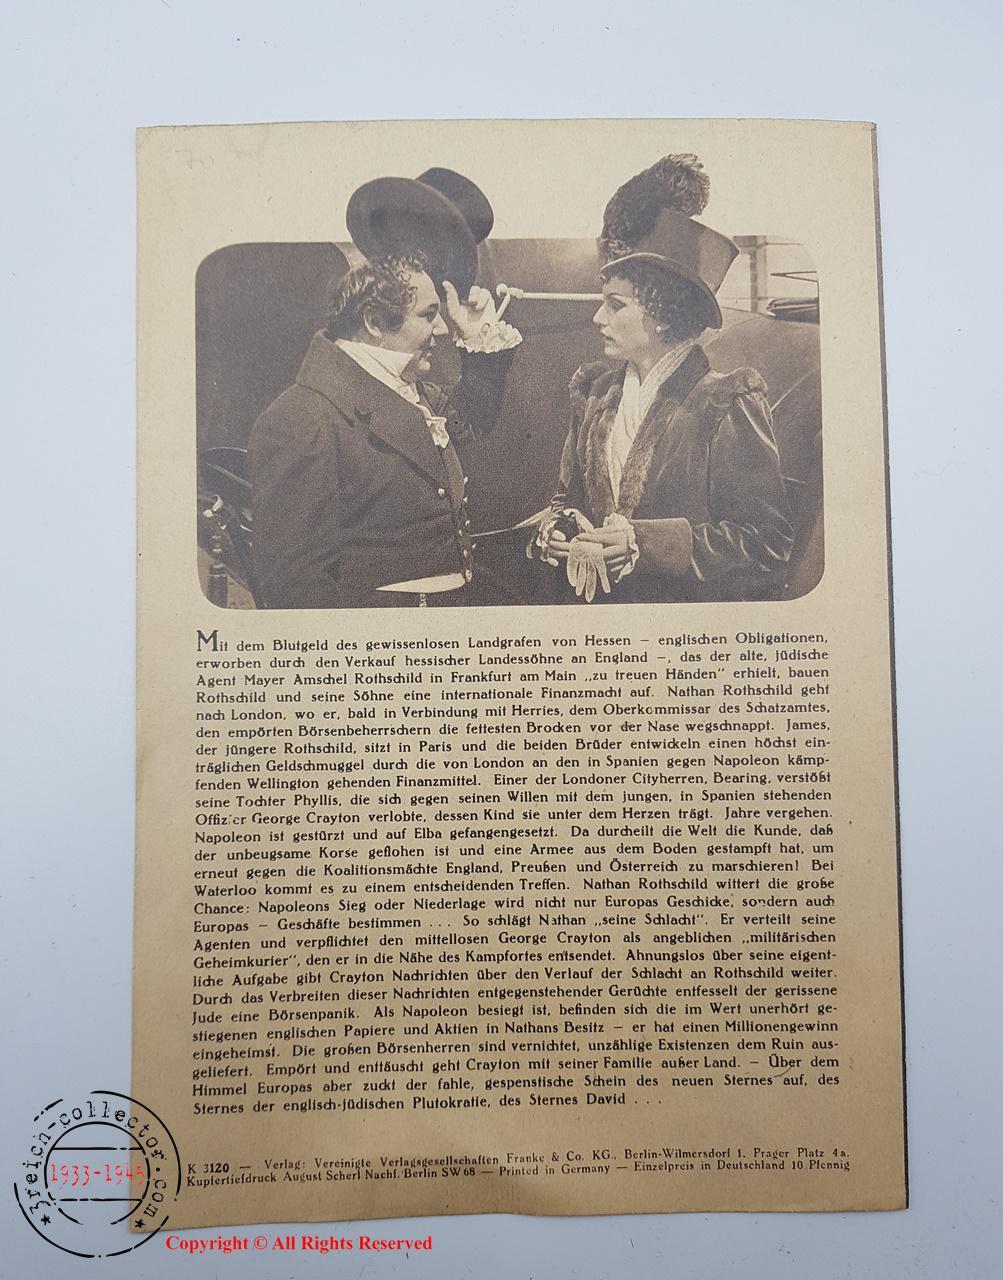 Mit dem Blutgeld des gewissenlosen Landgrafen von Hessen — englischen Obligationen,
erworben durch den Verkauf hessischer Landessöhne an England —, das der alte, jüdische
Agent Mayer Amschel Rothschild in Frankfurt am Main „zu treuen Händen" erhielt, bauen
Rothschild und seine Söhne eine internationale Finanzmacht auf. Nathan Rothschild geht
nach London, wo er, bald in Verbindung mit Herries, dem Oberkommissar des Schatzamtes,
den empörten Börsenbeherrschern die fettesten Brocken vor der Nase wegschnappt. James,
der jüngere Rothschild, sitzt in Paris und die beiden Brüder entwickeln einen höchst ein-
träglichen Geldschmuggel durch die von London an den in Spanien gegen Napoleon kämp-
fenden Wellington gehenden Finanzmittel. Einer der Londoner Cityherren, Bearing, verstößt
seine Tochter Phyllis, die sich gegen seinen Willen mit dem jungen, in Spanien stehenden
Offizier George Crayton verlobte, dessen Kind sie unter dem Herzen trägt. Jahre vergehen.
Napoleon ist gestürzt und auf Elba gefangengesetzt. Da durcheilt die Welt die Kunde, daß
der unbeugsame Korse geflohen ist und eine Armee aus dem Boden gestampft hat, um
erneut gegen die Koalitionsmächte England, Preußen und Österreich zu marschieren! Bei
Waterloo kommt es zu einem entscheidenden Treffen. Nathan Rothschild wittert die große
Chance: Napoleons Sieg oder Niederlage wird nicht nur Europas Geschicke, sondern auch
Europas — Geschäfte bestimmen . . . So schlägt Nathan „seine Schlacht". Er verteilt seine
Agenten und verpflichtet den mittellosen George Crayton als angeblichen „militärischen
Geheimkurier", den er in die Nähe des Kampfortes entsendet. Ahnungslos über seine eigent-
liche Aufgabe gibt Crayton Nachrichten über den Verlauf der Schlacht an Rothschild weiter.
Durch das Verbreiten dieser Nachrichten entgegenstehender Gerüchte entfesselt der gerissene
Jude eine Börsenpanik. Als Napoleon besiegt ist, befinden sich die im Wert unerhört ge-
stiegenen englischen Papiere und Aktien in Nathans Besitz — er hat einen Millionengewinn
eingeheimst. Die großen Börsenherren sind vernichtet, unzählige Existenzen dem Ruin aus-
geliefert. Empört und enttäuscht geht Crayton mit seiner Familie außer Land. — Über dem
Himmel Europas aber zuckt der fahle, gespenstische Schein des neuen Sternes auf, des
Sternes der englisch-jüdischen Plutokratie, des Sternes David . . .
K 3120 — Verlag: Vereinigte Verlagsgesellschaften Franke & Co. KG., Berlin-Wilmersdorf 1, Prager Platz 4a.
Kupfertiefdruck August Scherl Nachf. Berlin SW 68 — Printed in Germany — Einzelpreis in Deutschland 10 Pfennig
3reich-collector.com
1933-1945
Copyright © All Rights Reserved